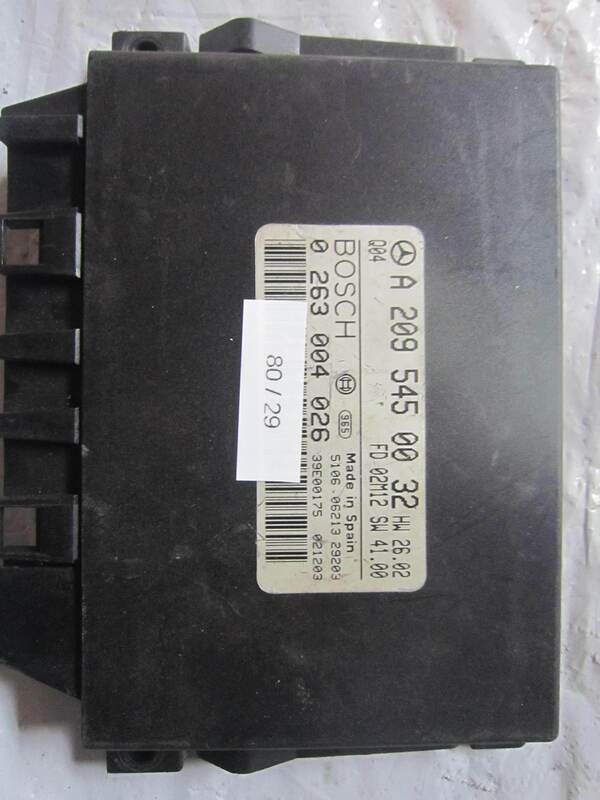 A 209 545 00 32 HW 26.02
Q04 FD 02M12 SW 41.00
BOSCH 965 Made in Spain
0 263 004 026 5106 06213 29203
39E00175 021203
80/29